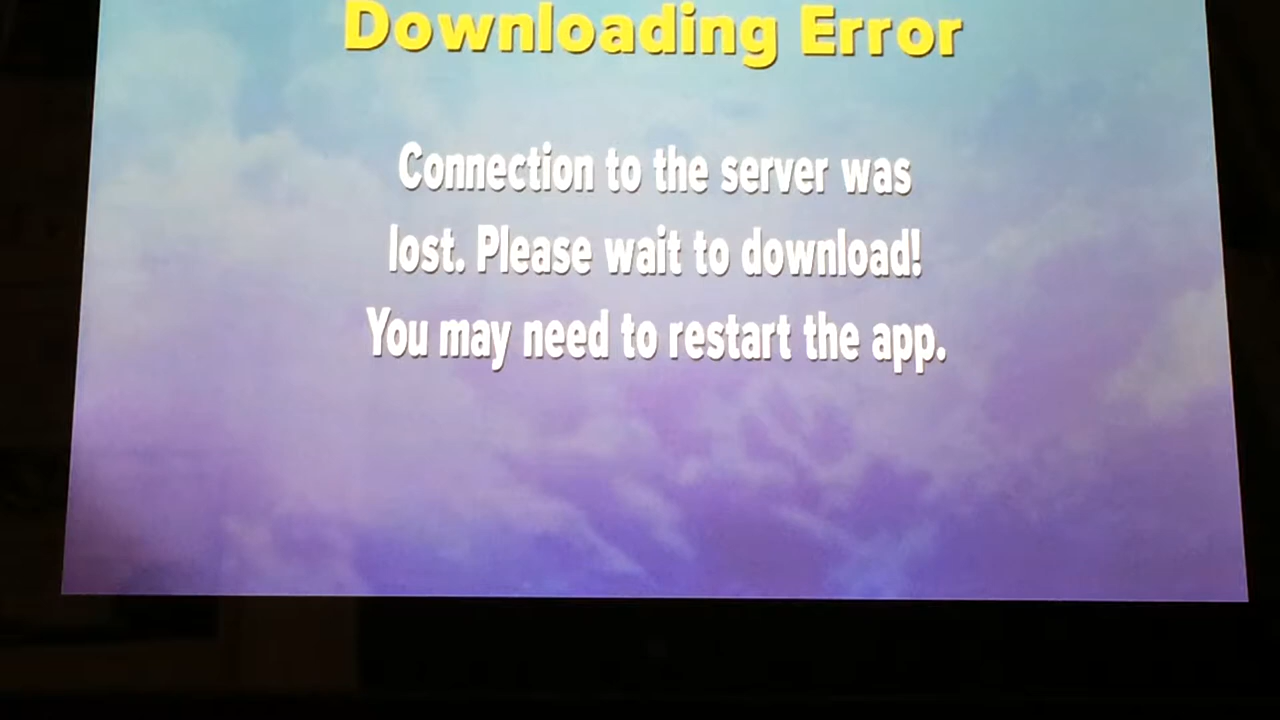 Downloading Error
Connection to the server was
lost. Please wait to download!
You may need to restart the app.